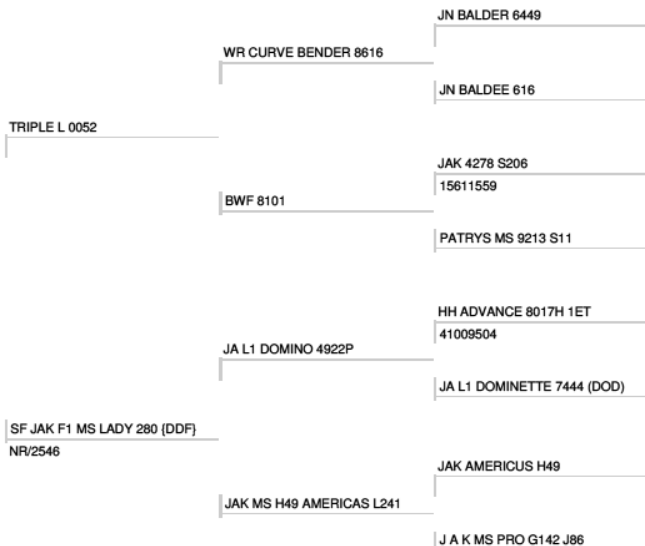 JN BALDER 6449
WR CURVE BENDER 8616
JN BALDEE 616
TRIPLE L 0052
JAK 4278 S206
15611559
BWF 8101
PATRYS MS 9213 S11
HH ADVANCE 8017H 1ET
41009504
JA L1 DOMINO 4922P
JA L1 DOMINETTE 7444 (DOD)
SF JAK F1 MS LADY 280 {DDF}
NR/2546
JAK AMERICUS H49
JAK MS H49 AMERICAS L241
J A K MS PRO G142 J86